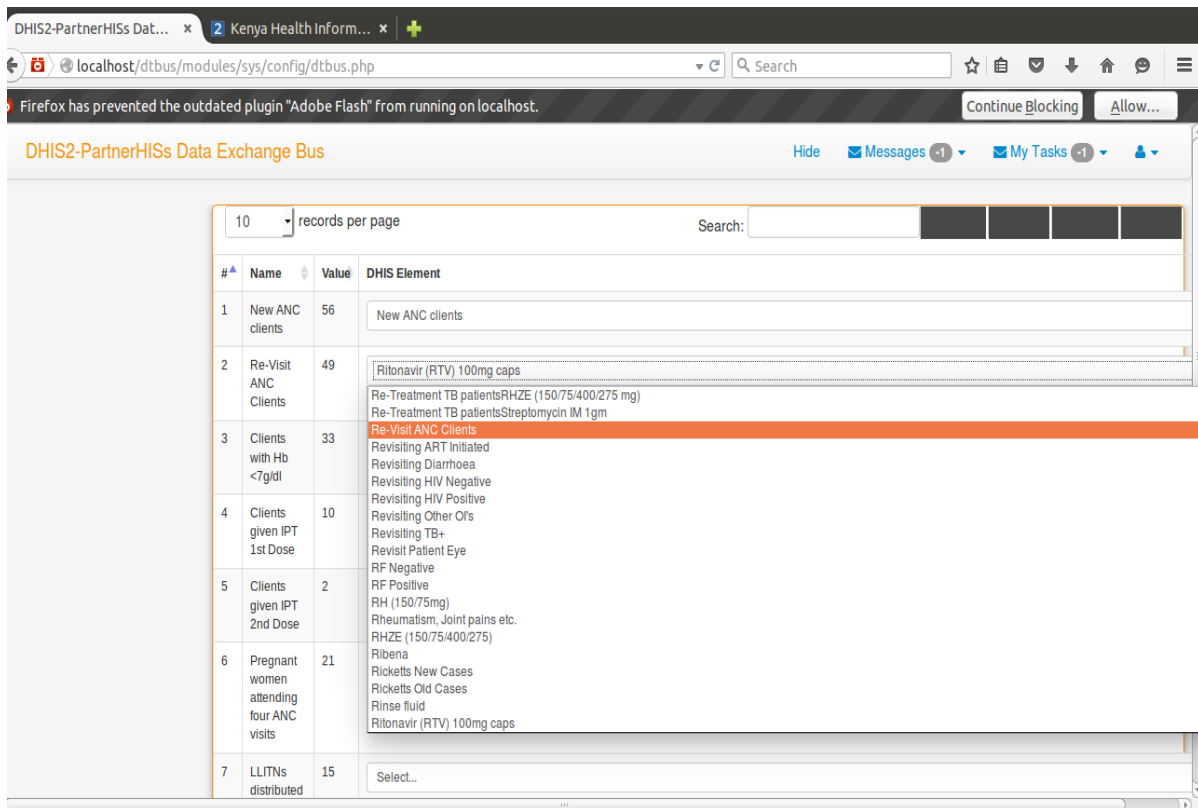 DHIS2-PartnerHISs Dat... ×
2 Kenya Health Inform... ×
localhost/dtbus/modules/sys/config/dtbus.php
Search
Firefox has prevented the outdated plugin "Adobe Flash" from running on localhost.
Continue Blocking
Allow...
DHIS2-PartnerHISs Data Exchange Bus
Hide
Messages -1
My Tasks -1
10 records per page
Search:
# Name Value DHIS Element
1 New ANC 56 New ANC clients
clients
2 Re-Visit 49 Ritonavir (RTV) 100mg caps
ANC
Clients
Re-Treatment TB patientsRHZE (150/75/400/275 mg)
Re-Treatment TB patientsStreptomycin IM 1gm
Re-Visit ANC Clients
Revisiting ART Initiated
Revisiting Diarrhoea
Revisiting HIV Negative
Revisiting HIV Positive
Revisiting Other OI's
Revisiting TB+
Revisit Patient Eye
RF Negative
RF Positive
RH (150/75mg)
Rheumatism, Joint pains etc.
RHZE (150/75/400/275)
Ribena
Ricketts New Cases
Ricketts Old Cases
Rinse fluid
Ritonavir (RTV) 100mg caps
3 Clients 33
with Hb
<7g/dl
4 Clients 10
given IPT
1st Dose
5 Clients 2
given IPT
2nd Dose
6 Pregnant 21
women
attending
four ANC
visits
7 LLITNs 15 Select...
distributed